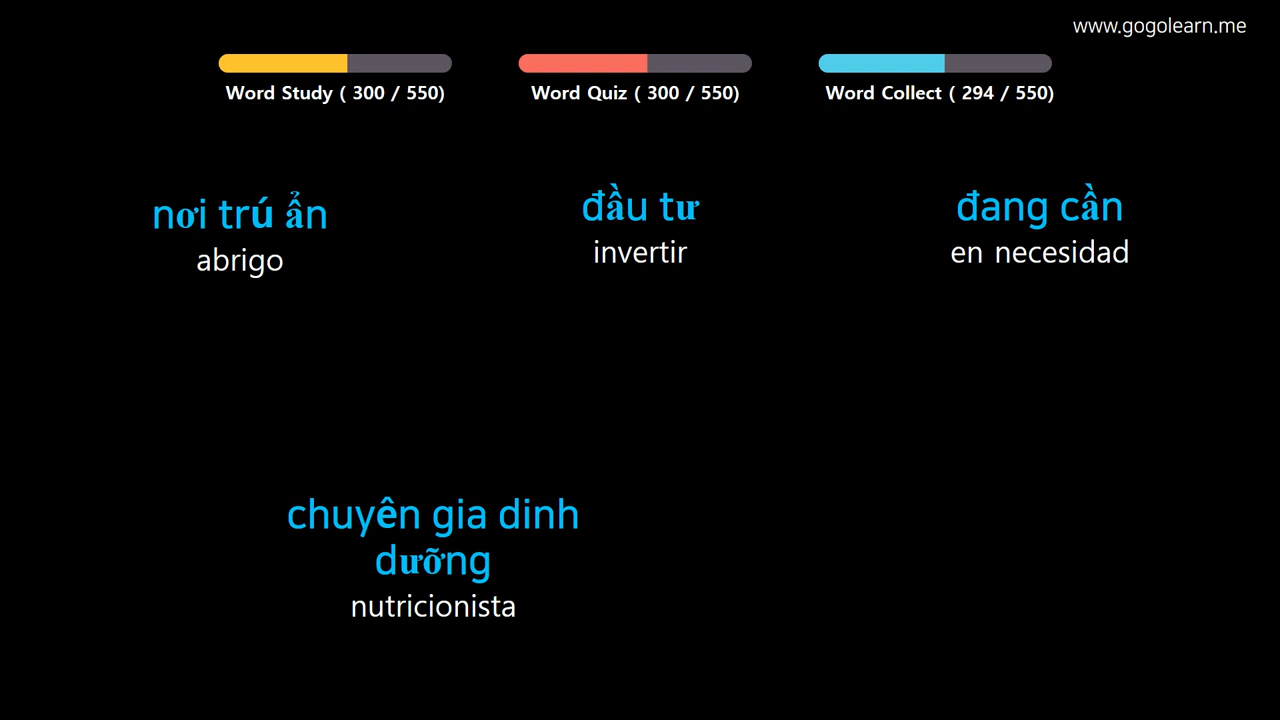 www.gogolearn.me
Word Study ( 300 / 550)
Word Quiz ( 300 / 550)
Word Collect ( 294 / 550)
nơi trú ẩn
abrigo
đầu tư
invertir
đang cần
en necesidad
chuyên gia dinh
dưỡng
nutricionista